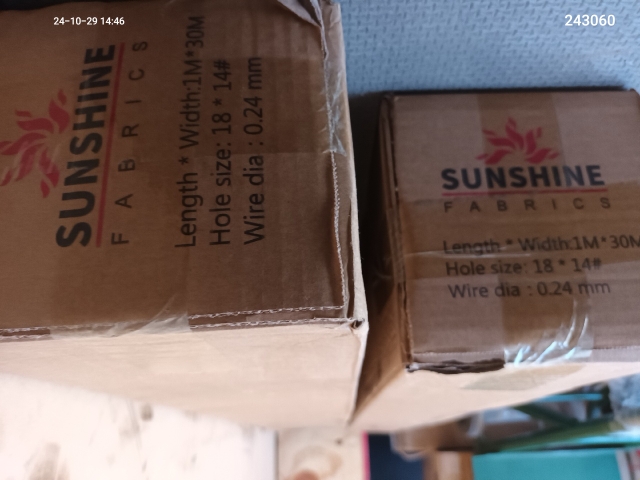 24-10-29 14:46
243060
SUNSHINE
FABRICS
Length * Width:1M*30M
Hole size: 18 * 14#
Wire dia : 0.24 mm
SUNSHINE
FABRICS
Length * Width:1M*30M
Hole size: 18 * 14#
Wire dia : 0.24 mm